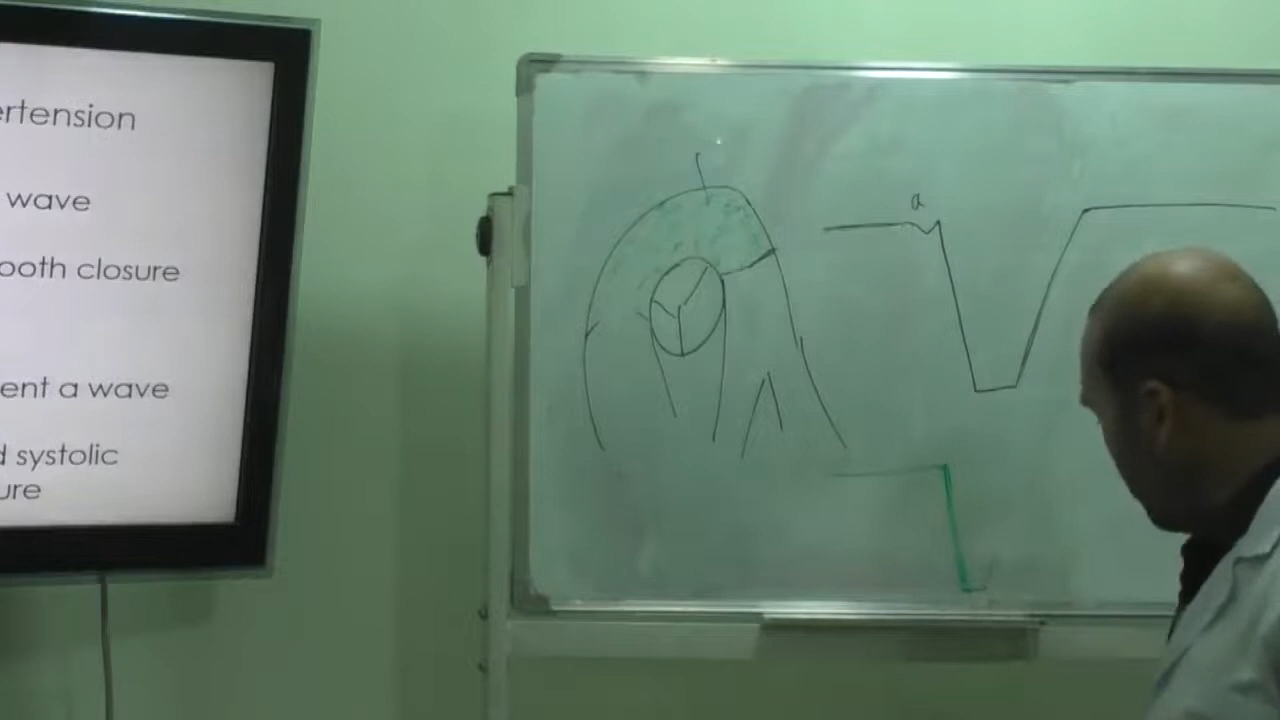 ertension
wave
ooth closure
ent a wave
d systolic
ure
a